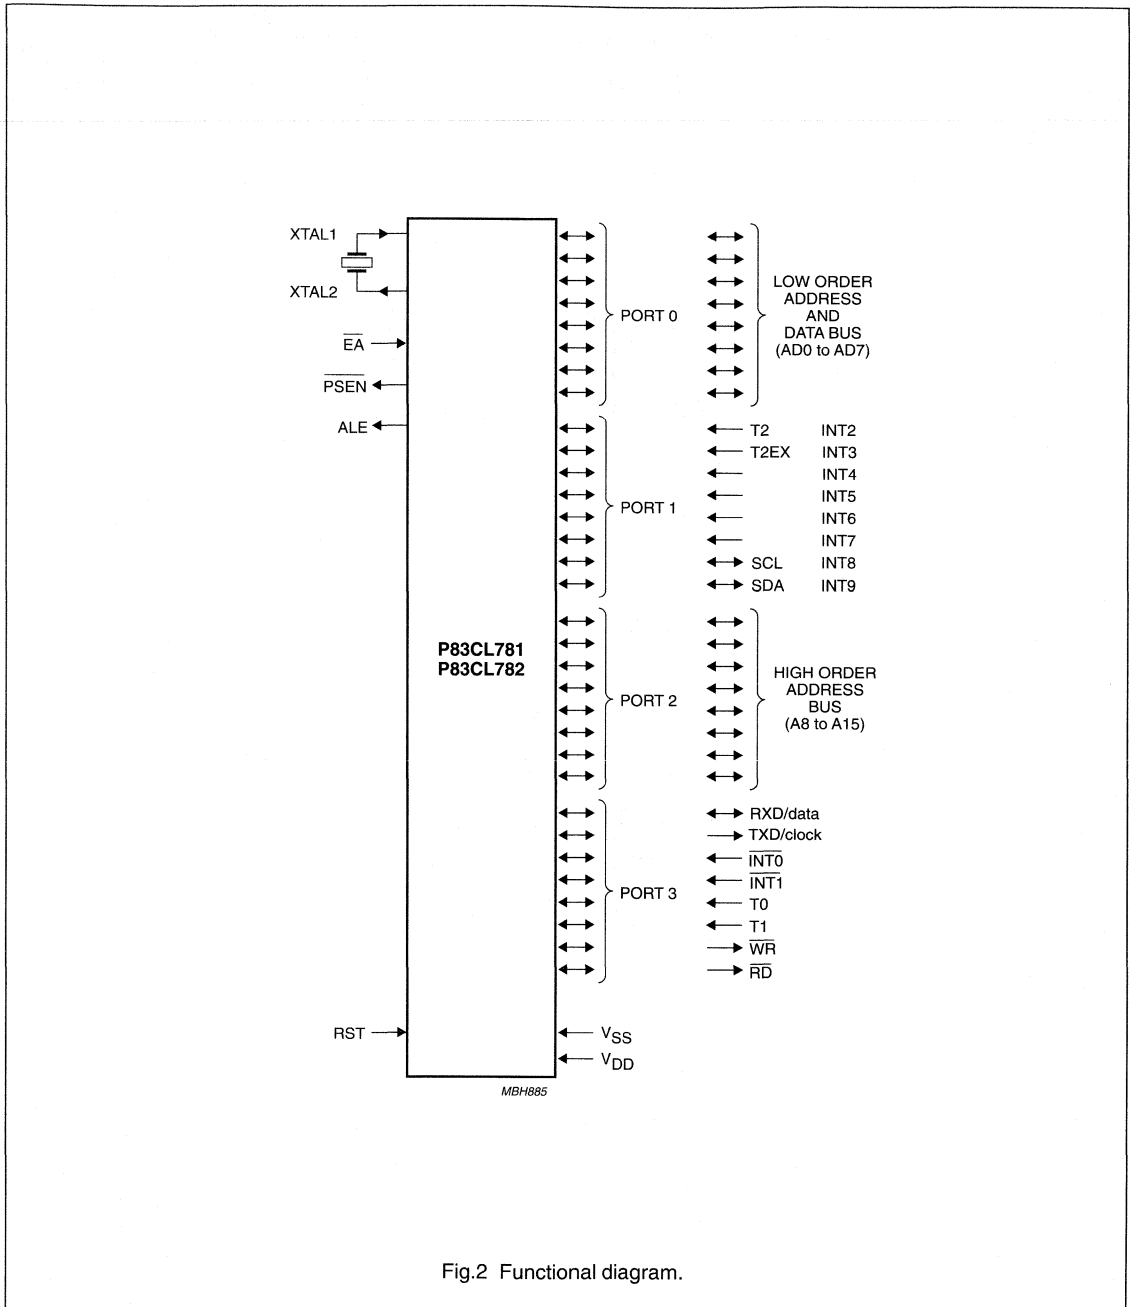 XTAL1
XTAL2
EA
PSEN
ALE
P83CL781
P83CL782
RST
PORT 0
LOW ORDER
ADDRESS
AND
DATA BUS
(AD0 to AD7)
PORT 1
T2 INT2
T2EX INT3
INT4
INT5
INT6
INT7
SCL INT8
SDA INT9
PORT 2
HIGH ORDER
ADDRESS
BUS
(A8 to A15)
PORT 3
RXD/data
TXD/clock
INT0
INT1
T0
T1
WR
RD
VSS
VDD
MBH885
Fig.2 Functional diagram.